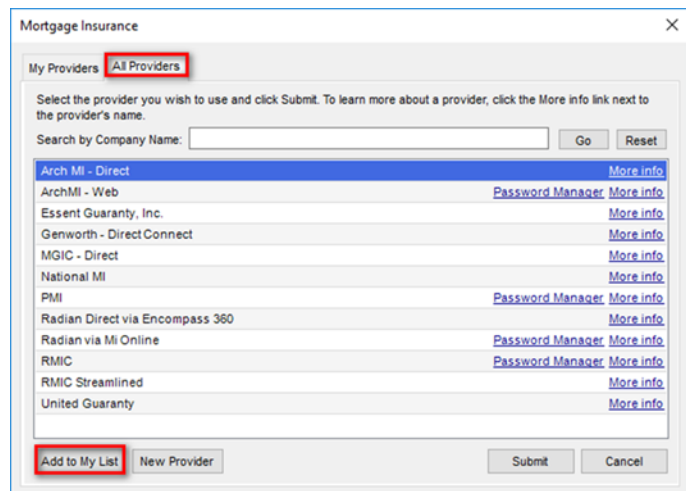 Mortgage Insurance
My Providers All Providers
Select the provider you wish to use and click Submit. To learn more about a provider, click the More info link next to
the provider's name.
Search by Company Name: Go Reset
Arch MI - Direct More info
ArchMI - Web Password Manager More info
Essent Guaranty, Inc. More info
Genworth - Direct Connect More info
MGIC - Direct More info
National MI More info
PMI Password Manager More info
Radian Direct via Encompass 360 More info
Radian via Mi Online Password Manager More info
RMIC Password Manager More info
RMIC Streamlined More info
United Guaranty More info
Add to My List New Provider Submit Cancel